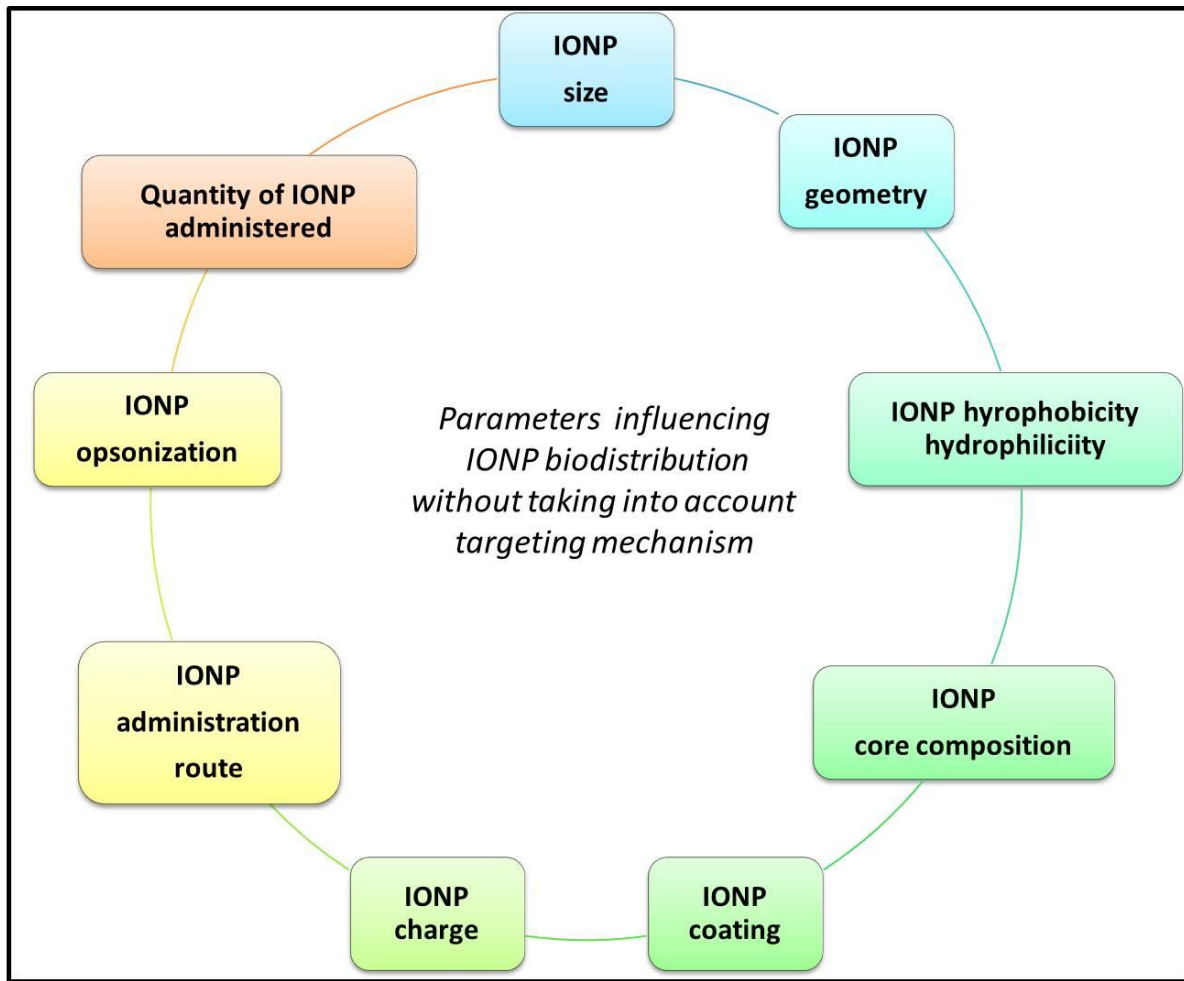 IONP
size
IONP
geometry
IONP hyrophobicity
hydrophiliciity
IONP
core composition
IONP
coating
IONP
charge
IONP
administration
route
IONP
opsonization
Quantity of IONP
administered
Parameters influencing
IONP biodistribution
without taking into account
targeting mechanism